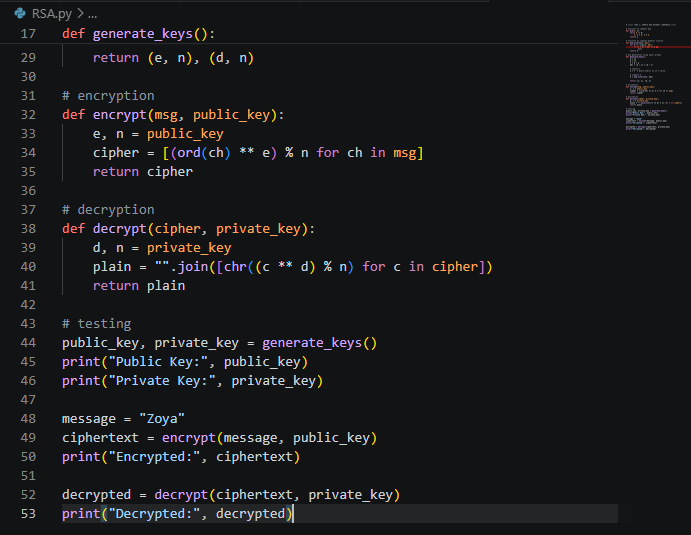 RSA.py > ...
17 def generate_keys():
29     return (e, n), (d, n)
30
31 # encryption
32 def encrypt(msg, public_key):
33     e, n = public_key
34     cipher = [(ord(ch) ** e) % n for ch in msg]
35     return cipher
36
37 # decryption
38 def decrypt(cipher, private_key):
39     d, n = private_key
40     plain = "".join([chr((c ** d) % n) for c in cipher])
41     return plain
42
43 # testing
44 public_key, private_key = generate_keys()
45 print("Public Key:", public_key)
46 print("Private Key:", private_key)
47
48 message = "Zoya"
49 ciphertext = encrypt(message, public_key)
50 print("Encrypted:", ciphertext)
51
52 decrypted = decrypt(ciphertext, private_key)
53 print("Decrypted:", decrypted)